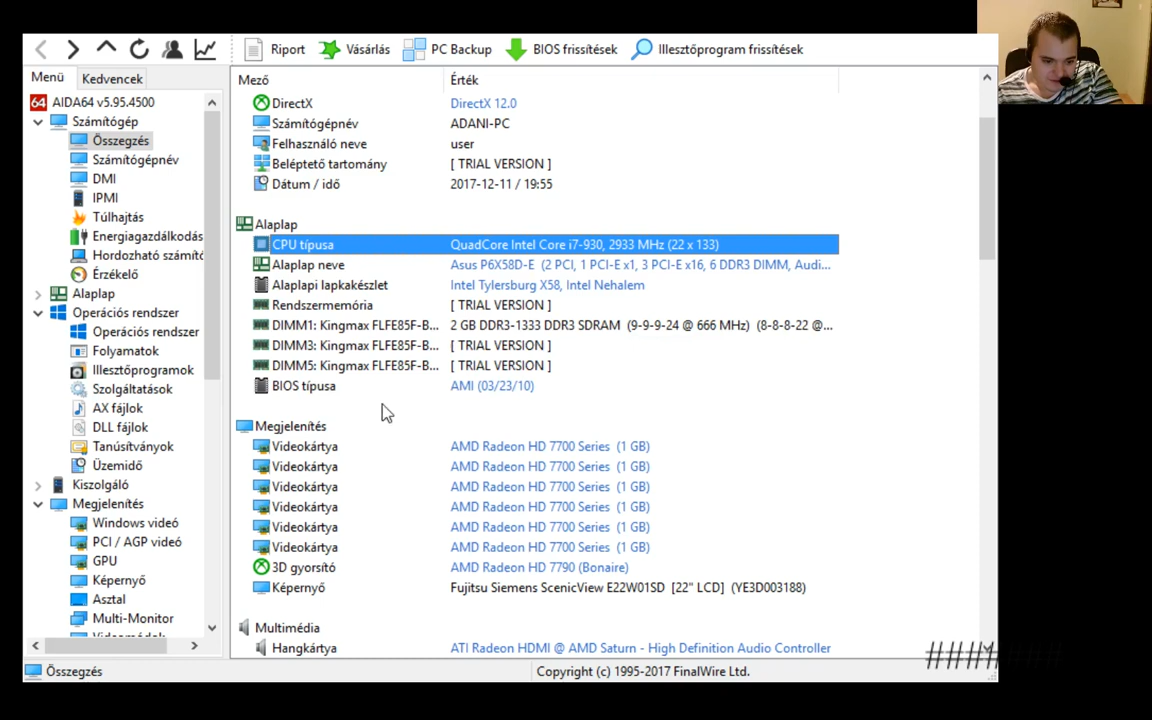 Riport Vásárlás PC Backup BIOS frissítések Illesztőprogram frissítések
Menü Kedvencek
64 AIDA64 v5.95.4500
Számítógép
Összegzés
Számítógépnév
DMI
IPMI
Túlhajtás
Energiagazdálkodás
Hordozható számító
Érzékelő
Alaplap
Operációs rendszer
Operációs rendszer
Folyamatok
Illesztőprogramok
Szolgáltatások
AX fájlok
DLL fájlok
Tanúsítványok
Üzemidő
Kiszolgáló
Megjelenítés
Windows videó
PCI / AGP videó
GPU
Képernyő
Asztal
Multi-Monitor
Mező Érték
DirectX DirectX 12.0
Számítógépnév ADANI-PC
Felhasználó neve user
Beléptető tartomány [ TRIAL VERSION ]
Dátum / idő 2017-12-11 / 19:55
Alaplap
CPU típusa QuadCore Intel Core i7-930, 2933 MHz (22 x 133)
Alaplap neve Asus P6X58D-E (2 PCI, 1 PCI-E x1, 3 PCI-E x16, 6 DDR3 DIMM, Audi...
Alaplapi lapkakészlet Intel Tylersburg X58, Intel Nehalem
Rendszermemória [ TRIAL VERSION ]
DIMM1: Kingmax FLFE85F-B... 2 GB DDR3-1333 DDR3 SDRAM (9-9-9-24 @ 666 MHz) (8-8-8-22 @...
DIMM3: Kingmax FLFE85F-B... [ TRIAL VERSION ]
DIMM5: Kingmax FLFE85F-B... [ TRIAL VERSION ]
BIOS típusa AMI (03/23/10)
Megjelenítés
Videokártya AMD Radeon HD 7700 Series (1 GB)
Videokártya AMD Radeon HD 7700 Series (1 GB)
Videokártya AMD Radeon HD 7700 Series (1 GB)
Videokártya AMD Radeon HD 7700 Series (1 GB)
Videokártya AMD Radeon HD 7700 Series (1 GB)
Videokártya AMD Radeon HD 7700 Series (1 GB)
3D gyorsító AMD Radeon HD 7790 (Bonaire)
Képernyő Fujitsu Siemens ScenicView E22W01SD [22" LCD] (YE3D003188)
Multimédia
Hangkártya ATI Radeon HDMI @ AMD Saturn - High Definition Audio Controller
Összegzés Copyright (c) 1995-2017 FinalWire Ltd.